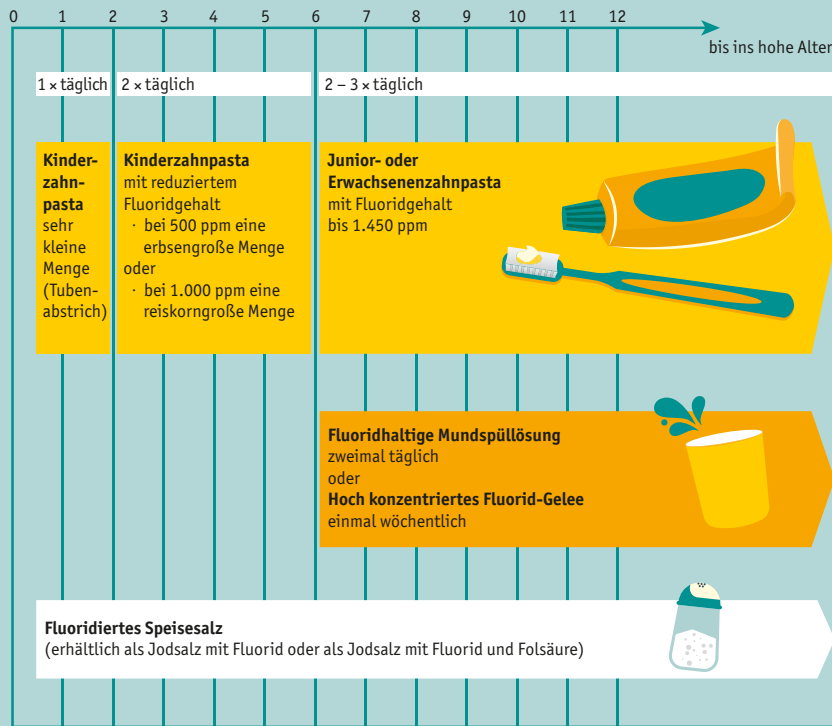 0 1 2 3 4 5 6 7 8 9 10 11 12
bis ins hohe Alter
1 × täglich
2 × täglich
2 – 3 × täglich
Kinder-
zahn-
pasta
sehr
kleine
Menge
(Tuben-
abstrich)
Kinderzahnpasta
mit reduziertem
Fluoridgehalt
· bei 500 ppm eine
erbsengroße Menge
oder
· bei 1.000 ppm eine
reiskorngroße Menge
Junior- oder
Erwachsenenzahnpasta
mit Fluoridgehalt
bis 1.450 ppm
Fluoridhaltige Mundspüllösung
zweimal täglich
oder
Hoch konzentriertes Fluorid-Gelee
einmal wöchentlich
Fluoridiertes Speisesalz
(erhältlich als Jodsalz mit Fluorid oder als Jodsalz mit Fluorid und Folsäure)